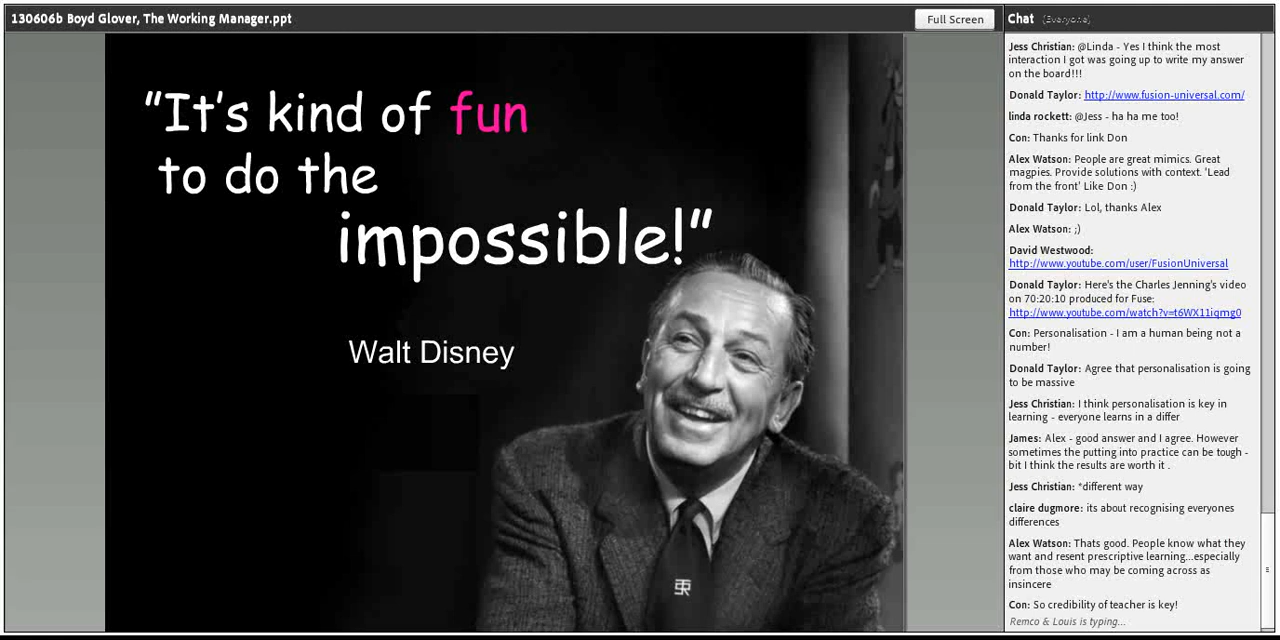 130606b Boyd Glover, The Working Manager.ppt
Full Screen
"It's kind of fun
to do the
impossible!"
Walt Disney
Chat (Everyone)
Jess Christian: @Linda - Yes I think the most
interaction I got was going up to write my answer
on the board!!!
Donald Taylor: http://www.fusion-universal.com/
linda rockett: @Jess - ha ha me too!
Con: Thanks for link Don
Alex Watson: People are great mimics. Great
magpies. Provide solutions with context. 'Lead
from the front' Like Don :)
Donald Taylor: Lol, thanks Alex
Alex Watson: ;)
David Westwood:
http://www.youtube.com/user/FusionUniversal
Donald Taylor: Here's the Charles Jenning's video
on 70:20:10 produced for Fuse:
http://www.youtube.com/watch?v=t6WX11iqmg0
Con: Personalisation - I am a human being not a
number!
Donald Taylor: Agree that personalisation is going
to be massive
Jess Christian: I think personalisation is key in
learning - everyone learns in a differ
James: Alex - good answer and I agree. However
sometimes the putting into practice can be tough -
bit I think the results are worth it .
Jess Christian: *different way
claire dugmore: its about recognising everyones
differences
Alex Watson: Thats good. People know what they
want and resent prescriptive learning...especially
from those who may be coming across as
insincere
Con: So credibility of teacher is key!
Remco & Louis is typing...